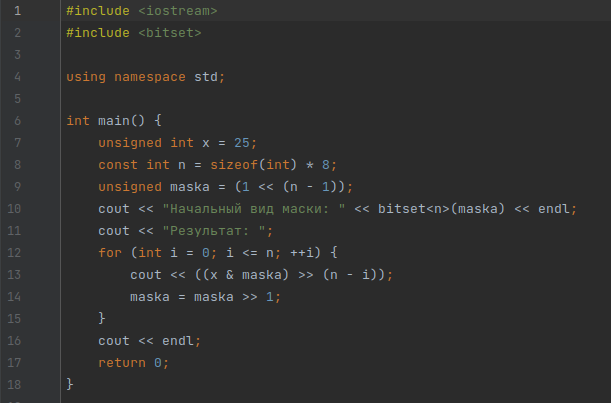 1 #include <iostream>
2 #include <bitset>
3
4 using namespace std;
5
6 int main() {
7     unsigned int x = 25;
8     const int n = sizeof(int) * 8;
9     unsigned maska = (1 << (n - 1));
10     cout << "Начальный вид маски: " << bitset<n>(maska) << endl;
11     cout << "Результат: ";
12     for (int i = 0; i <= n; ++i) {
13         cout << ((x & maska) >> (n - i));
14         maska = maska >> 1;
15     }
16     cout << endl;
17     return 0;
18 }